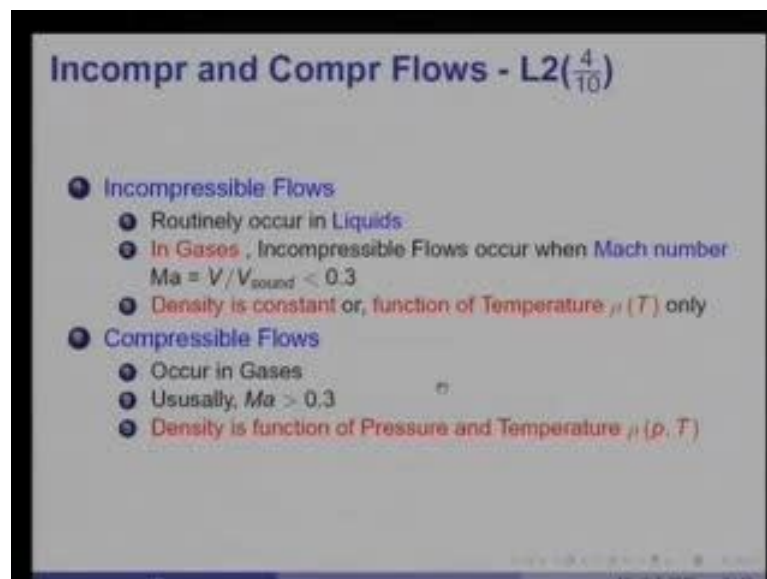 Incompr and Compr Flows - L2(4/10)
Incompressible Flows
Routinely occur in Liquids
In Gases , Incompressible Flows occur when Mach number
Ma = V/Vsound < 0.3
Density is constant or, function of Temperature ρ (T) only
Compressible Flows
Occur in Gases
Ususally, Ma > 0.3
Density is function of Pressure and Temperature ρ (p, T)